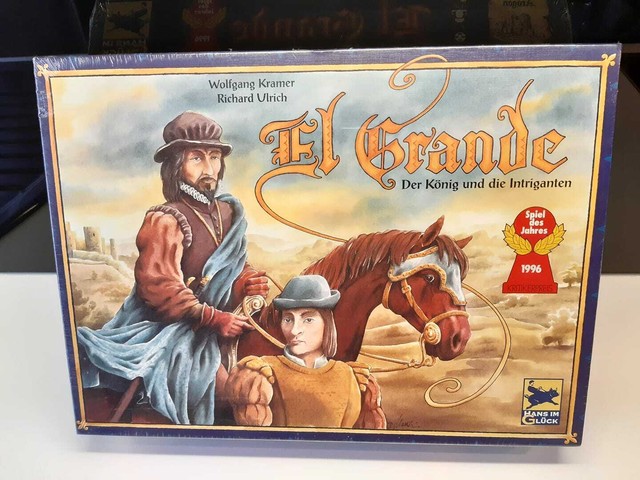 Wolfgang Kramer
Richard Ulrich
El Grande
Der König und die Intriganten
Spiel
des
Jahres
1996
HANS IM
GLÜCK